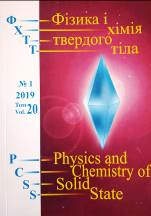 Ф Фізика і
Х хімія
Т твердого
Т тіла
№ 1
2019
Том
Vol. 20
P Physics and
C Chemistry of
S Solid
S State